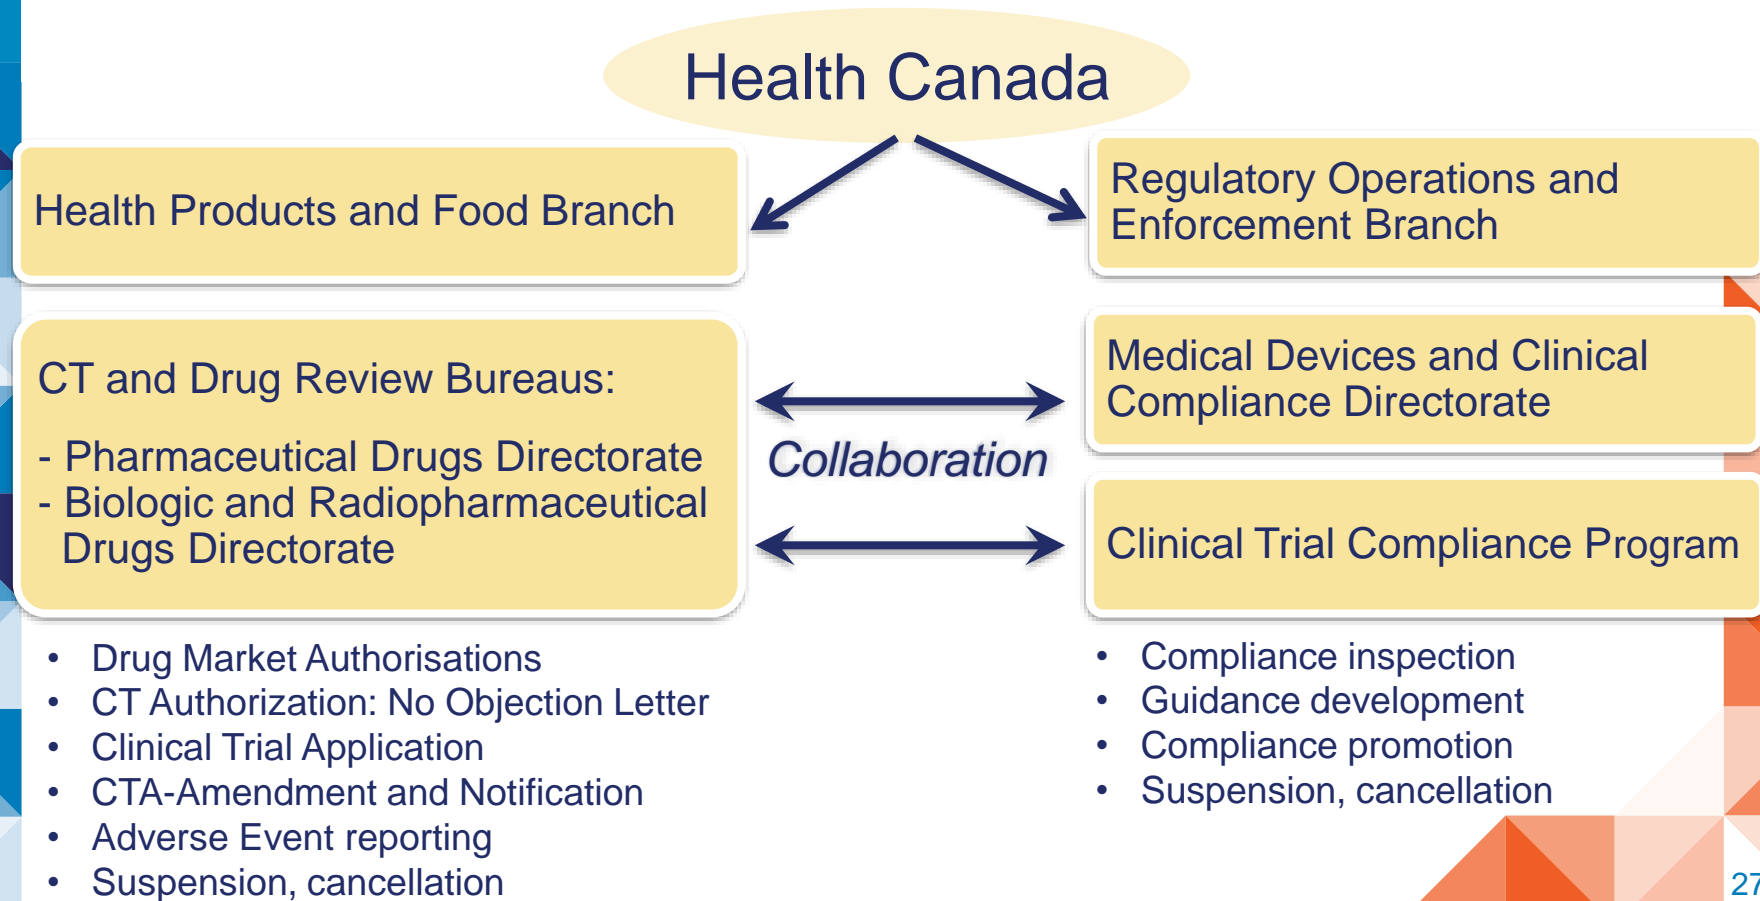 Health Canada
Health Products and Food Branch
Regulatory Operations and
Enforcement Branch
CT and Drug Review Bureaus:
- Pharmaceutical Drugs Directorate
- Biologic and Radiopharmaceutical
Drugs Directorate
Collaboration
Medical Devices and Clinical
Compliance Directorate
Clinical Trial Compliance Program
• Drug Market Authorisations
• CT Authorization: No Objection Letter
• Clinical Trial Application
• CTA-Amendment and Notification
• Adverse Event reporting
• Suspension, cancellation
• Compliance inspection
• Guidance development
• Compliance promotion
• Suspension, cancellation
27